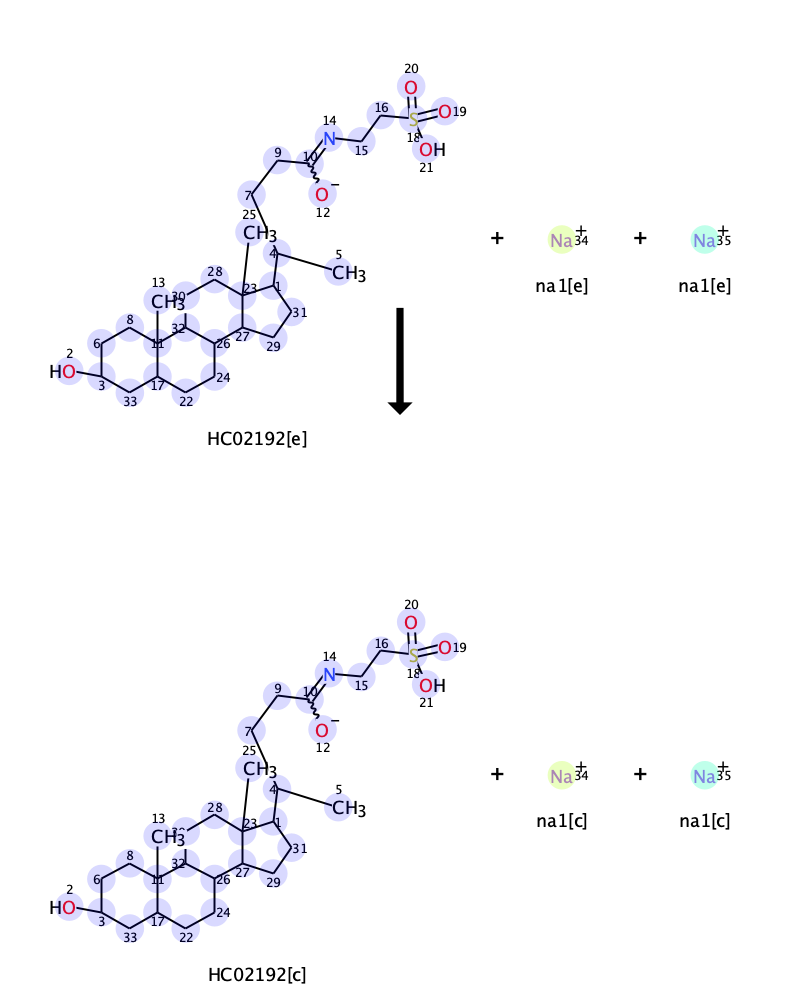 20
O
16
14
O 19
S
N
18
9
10
15
OH
21
7
O −
25
12
CH3
+ Na + 34 + Na + 35
4
5
CH3
28
na1[e] na1[e]
13
30
23
1
CH3
31
8
32
6
11
26
27
29
2
HO
3
17
24
33
22
HC02192[e]
20
O
16
14
O 19
S
N
18
9
10
15
OH
21
7
O −
25
12
CH3
+ Na + 34 + Na + 35
4
5
CH3
28
na1[c] na1[c]
13
23
1
CH3
31
8
32
6
11
26
27
29
2
HO
3
17
24
33
22
HC02192[c]